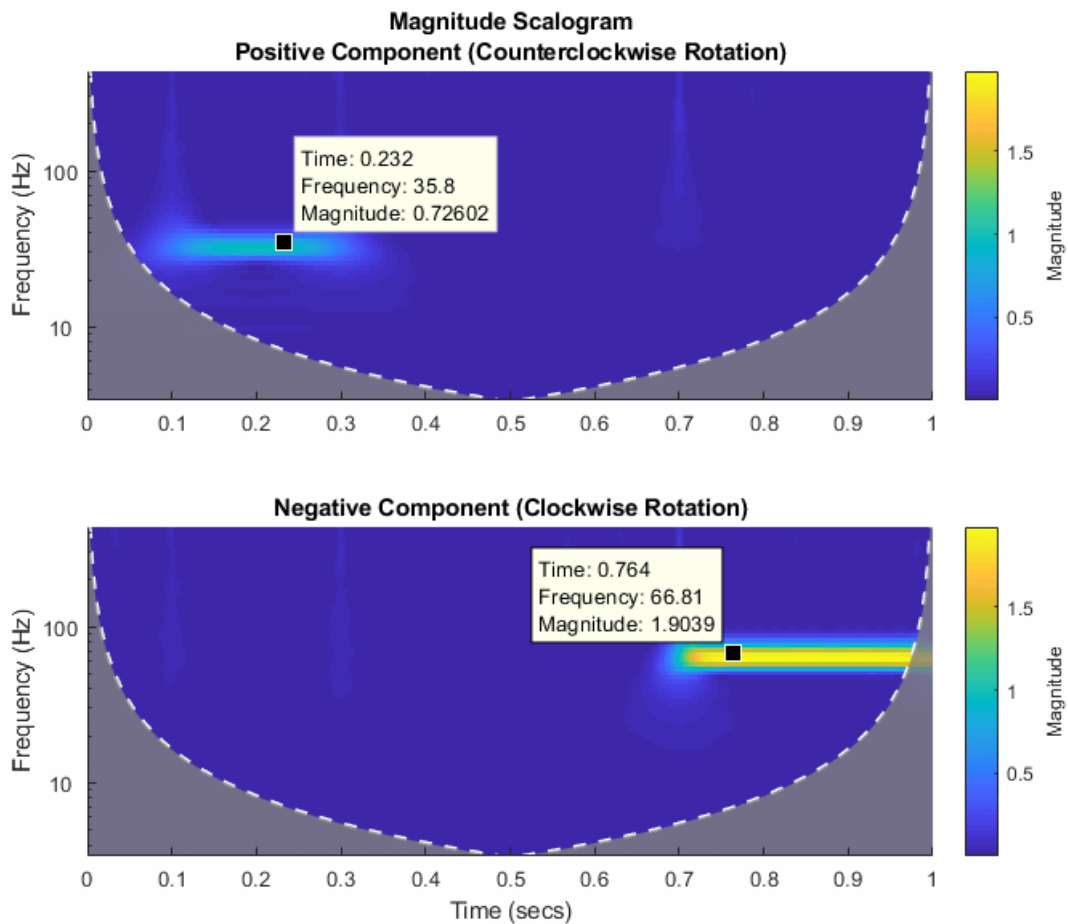 Magnitude Scalogram
Positive Component (Counterclockwise Rotation)
Frequency (Hz)
100
10
Time: 0.232
Frequency: 35.8
Magnitude: 0.72602
0 0.1 0.2 0.3 0.4 0.5 0.6 0.7 0.8 0.9 1
1.5
1
0.5
Magnitude
Negative Component (Clockwise Rotation)
Frequency (Hz)
100
10
Time: 0.764
Frequency: 66.81
Magnitude: 1.9039
0 0.1 0.2 0.3 0.4 0.5 0.6 0.7 0.8 0.9 1
Time (secs)
1.5
1
0.5
Magnitude